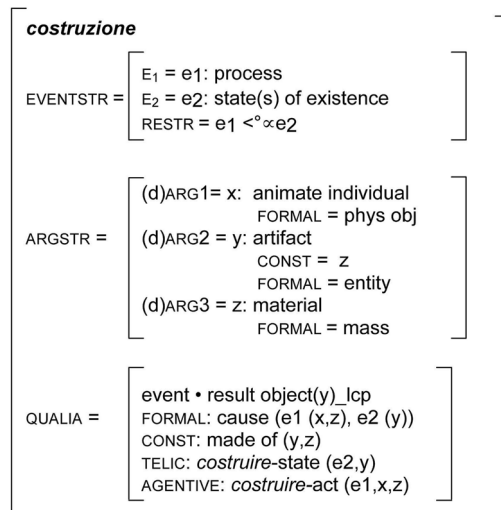 costruzione
E1 = e1: process
EVENTSTR = E2 = e2: state(s) of existence
RESTR = e1 <°∝e2
(d)ARG1= x: animate individual
FORMAL = phys obj
ARGSTR = (d)ARG2 = y: artifact
CONST = z
FORMAL = entity
(d)ARG3 = z: material
FORMAL = mass
event • result object(y)_lcp
QUALIA = FORMAL: cause (e1 (x,z), e2 (y))
CONST: made of (y,z)
TELIC: costruire-state (e2,y)
AGENTIVE: costruire-act (e1,x,z)